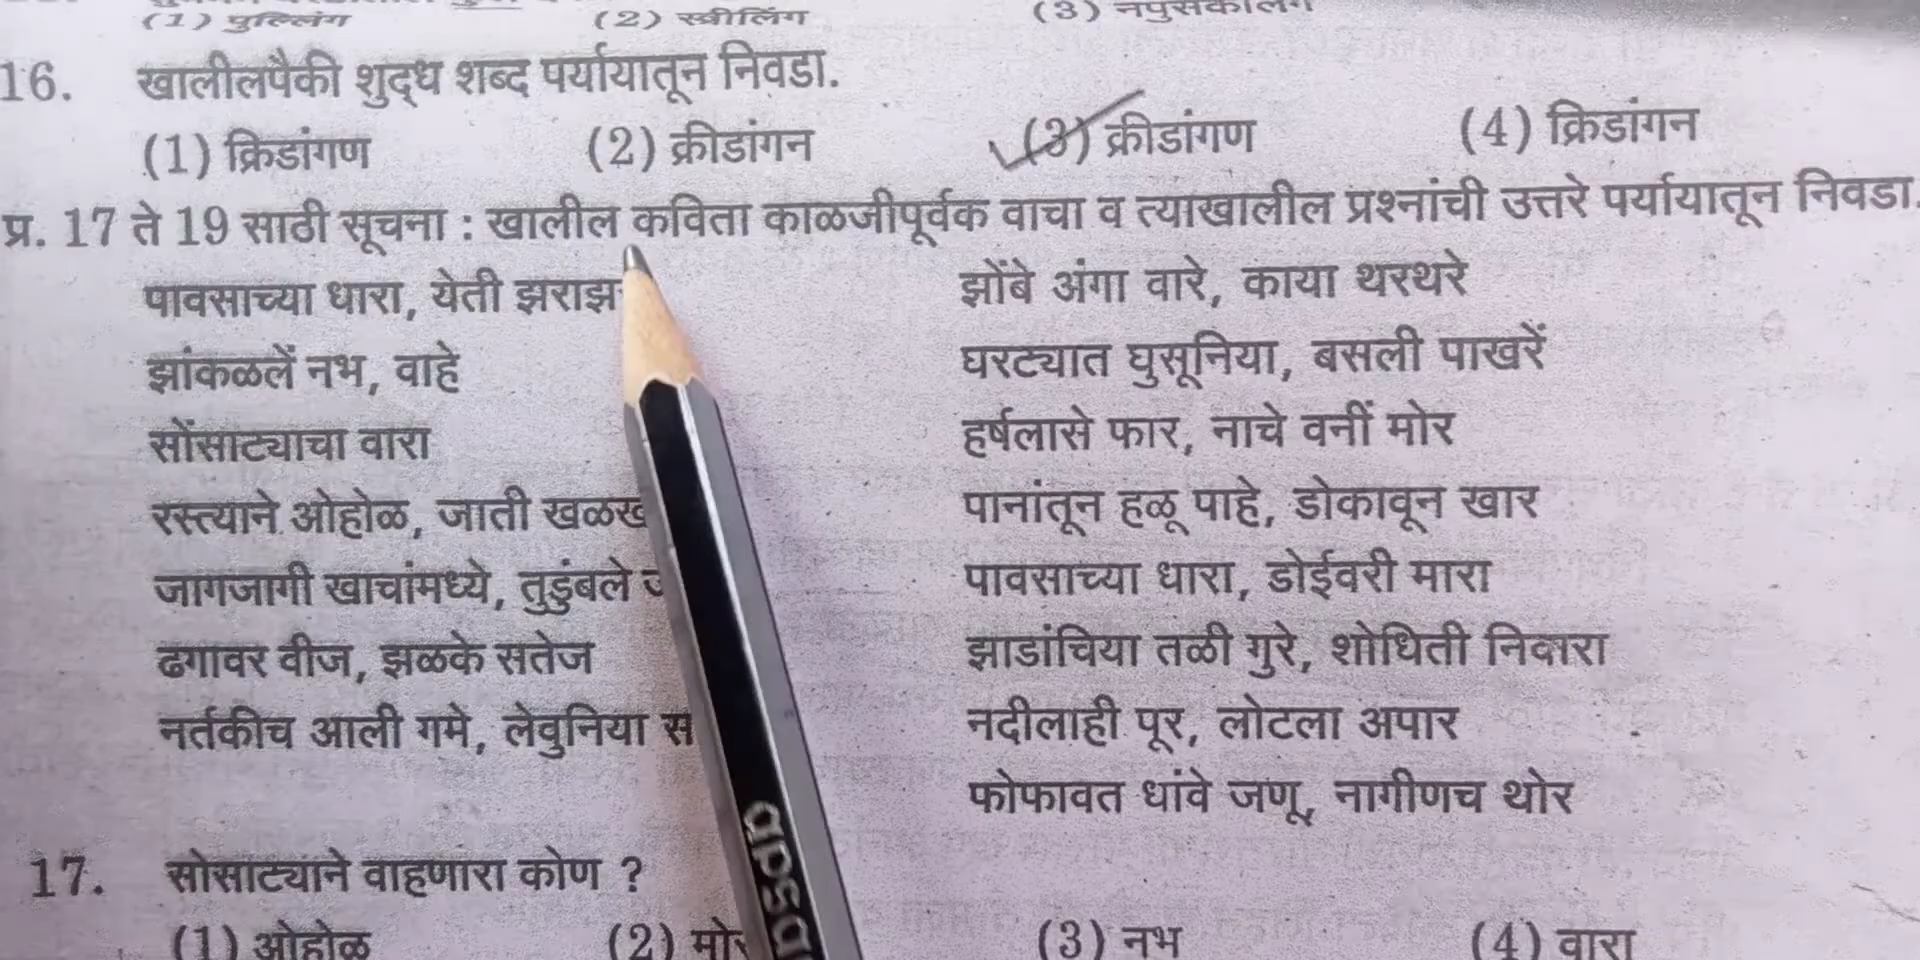 (1) पुल्लिंग (2) स्त्रीलिंग (3) नपुसकलिंग
16. खालीलपैकी शुद्ध शब्द पर्यायातून निवडा.
(1) क्रिडांगण (2) क्रीडांगन (3) क्रीडांगण (4) क्रिडांगन
प्र. 17 ते 19 साठी सूचना : खालील कविता काळजीपूर्वक वाचा व त्याखालील प्रश्नांची उत्तरे पर्यायातून निवडा.
पावसाच्या धारा, येती
झांकळलें नभ, वाहे
सोंसाट्याचा वारा
रस्त्याने ओहोळ, जाती
जागजागी खाचांमध्ये, तुडुंबले
ढगावर वीज, झळके सतेज
नर्तकीच आली गमे, लेवुनिया
झोंबे अंगा वारे, काया थरथरे
घरट्यात घुसूनिया, बसली पाखरें
हर्षलासे फार, नाचे वनीं मोर
पानांतून हळू पाहे, डोकावून खार
पावसाच्या धारा, डोईवरी मारा
झाडांचिया तळी गुरे, शोधिती निवारा
नदीलाही पूर, लोटला अपार
फोफावत धांवे जणू, नागीणच थोर
17. सोसाट्याने वाहणारा कोण ?
(1) ओहोळ (2) (3) नभ (4) वारा
apsa